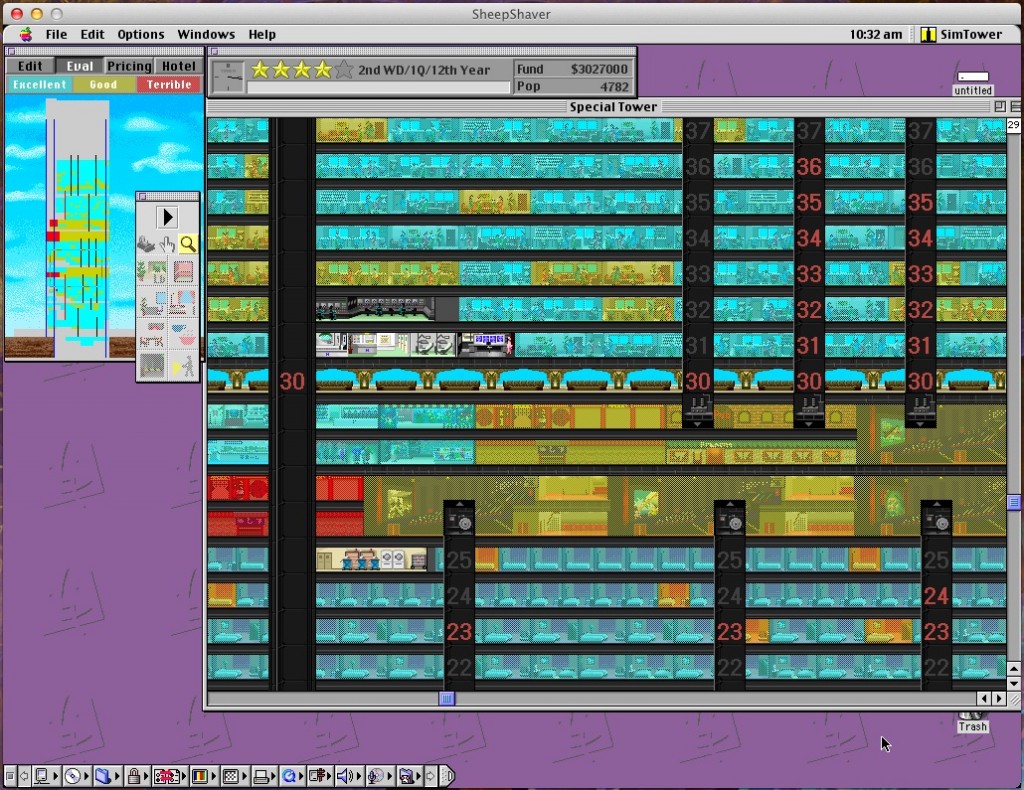 SheepShaver
File Edit Options Windows Help 10:32 am SimTower
Edit Eval Pricing Hotel
Excellent Good Terrible
2nd WD/1Q/12th Year
Fund $3027000
Pop 4782
untitled
Special Tower
29
37 37 37
36 36 36
35 35 35
34 34 34
33 33 33
32 32 32
31 31 31
30 30 30 30
25 25 25
24 24 24
23 23 23
22 22 22
Trash